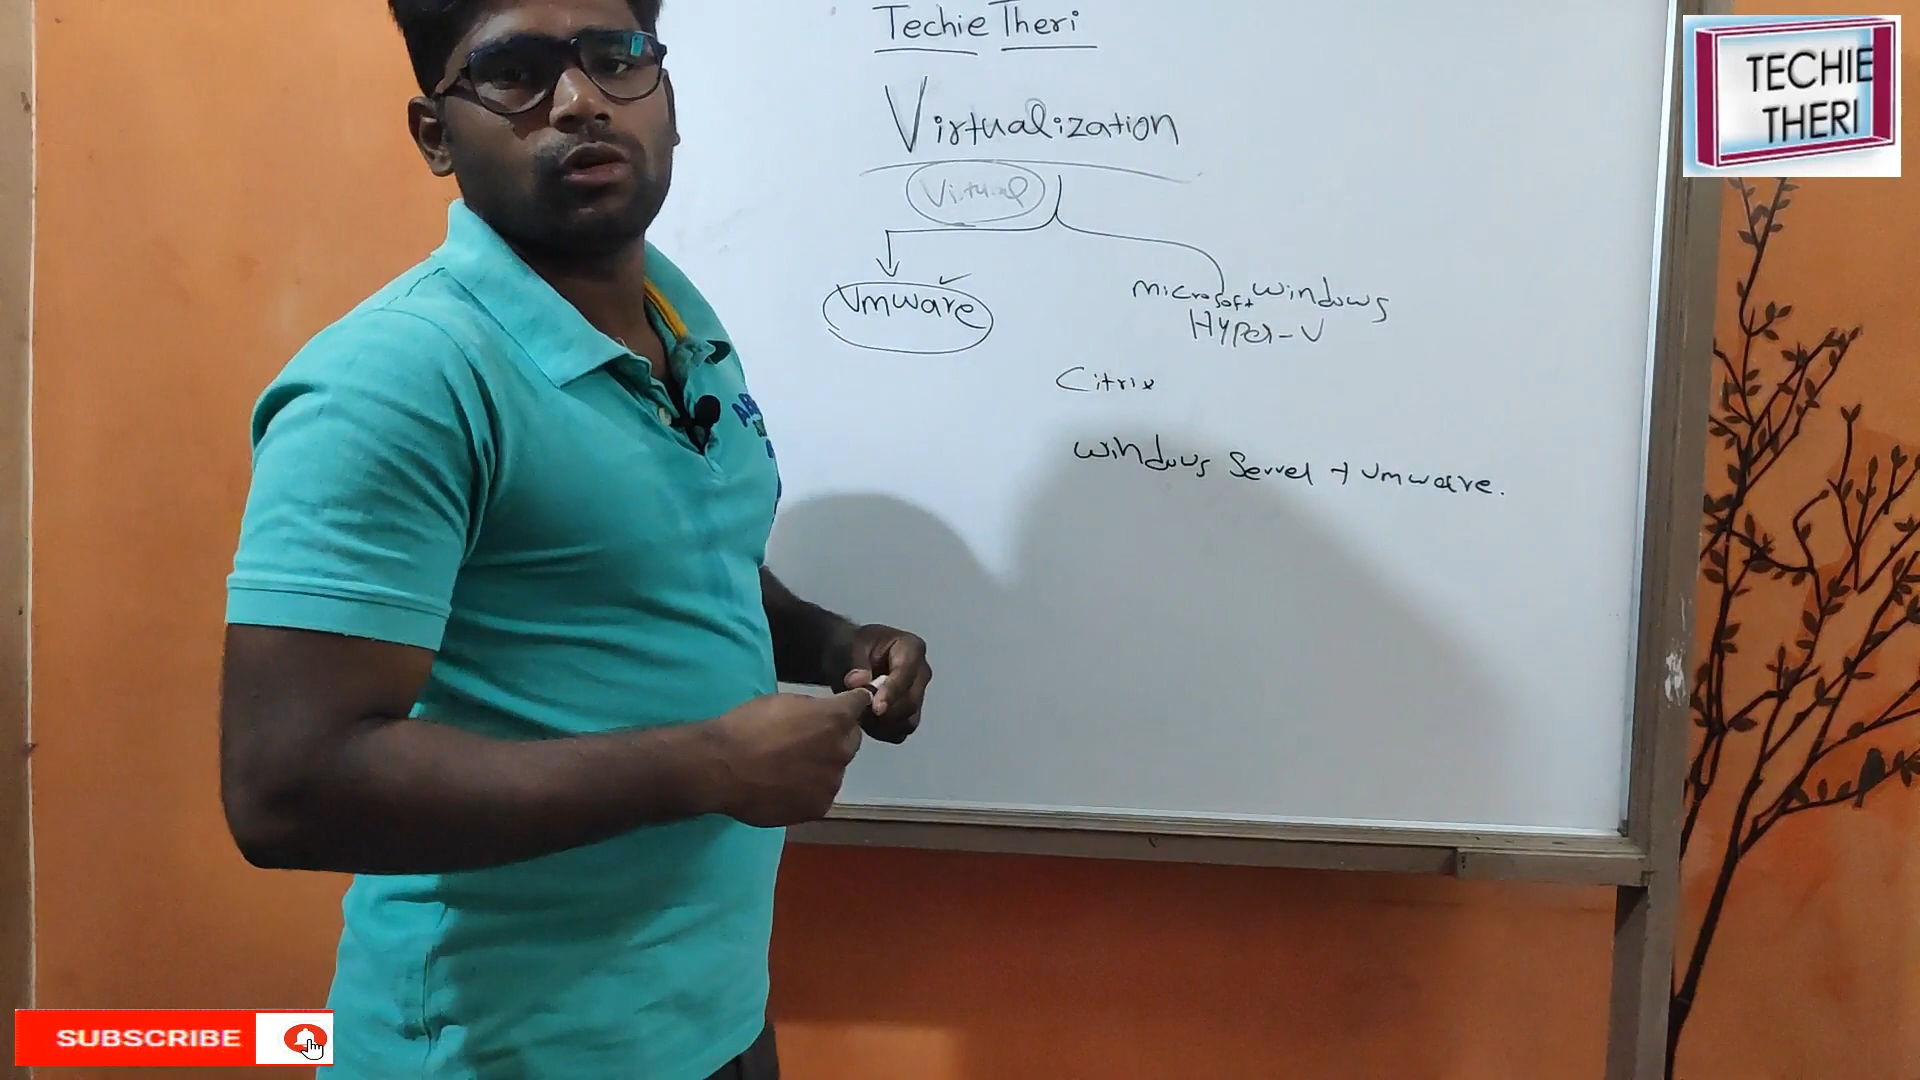 Techie Theri
TECHIE
THERI
Virtualization
Virtual
Vmware
microsoft windows
Hyper-V
Citrix
windows Server + vmware.
SUBSCRIBE